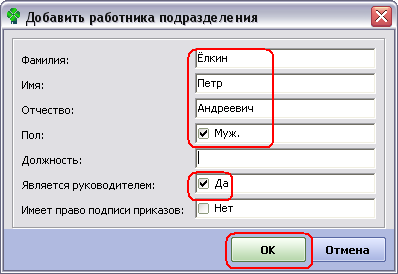 Добавить работника подразделения
Фамилия: Ёлкин
Имя: Петр
Отчество: Андреевич
Пол: Муж.
Должность:
Является руководителем: Да
Имеет право подписи приказов: Нет
OK Отмена